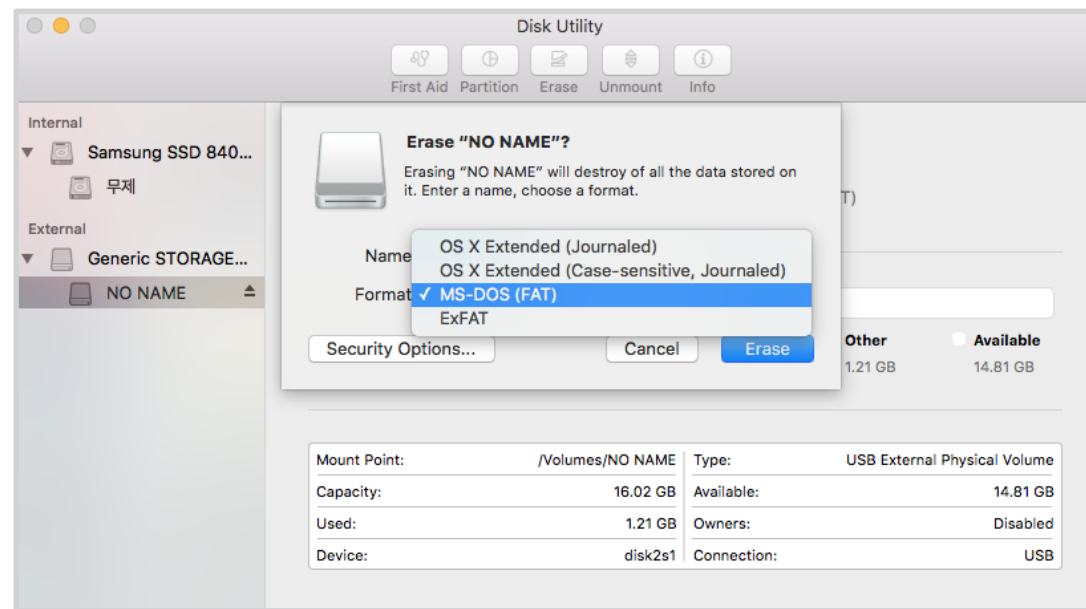 Disk Utility
First Aid Partition Erase Unmount Info
Internal
Samsung SSD 840...
무제
External
Generic STORAGE...
NO NAME
Erase “NO NAME”?
Erasing “NO NAME” will destroy of all the data stored on
it. Enter a name, choose a format.
T)
Name
OS X Extended (Journaled)
OS X Extended (Case-sensitive, Journaled)
Format ✓ MS-DOS (FAT)
ExFAT
Security Options... Cancel Erase
Other Available
1.21 GB 14.81 GB
Mount Point: /Volumes/NO NAME Type: USB External Physical Volume
Capacity: 16.02 GB Available: 14.81 GB
Used: 1.21 GB Owners: Disabled
Device: disk2s1 Connection: USB